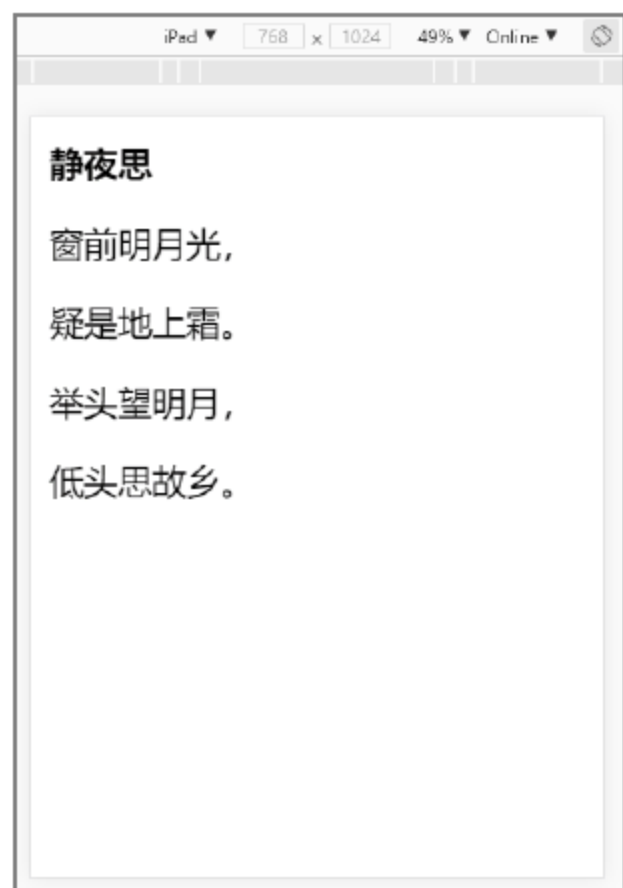 iPad ▼ 768 x 1024 49% ▼ Online ▼
静夜思
窗前明月光，
疑是地上霜。
举头望明月，
低头思故乡。